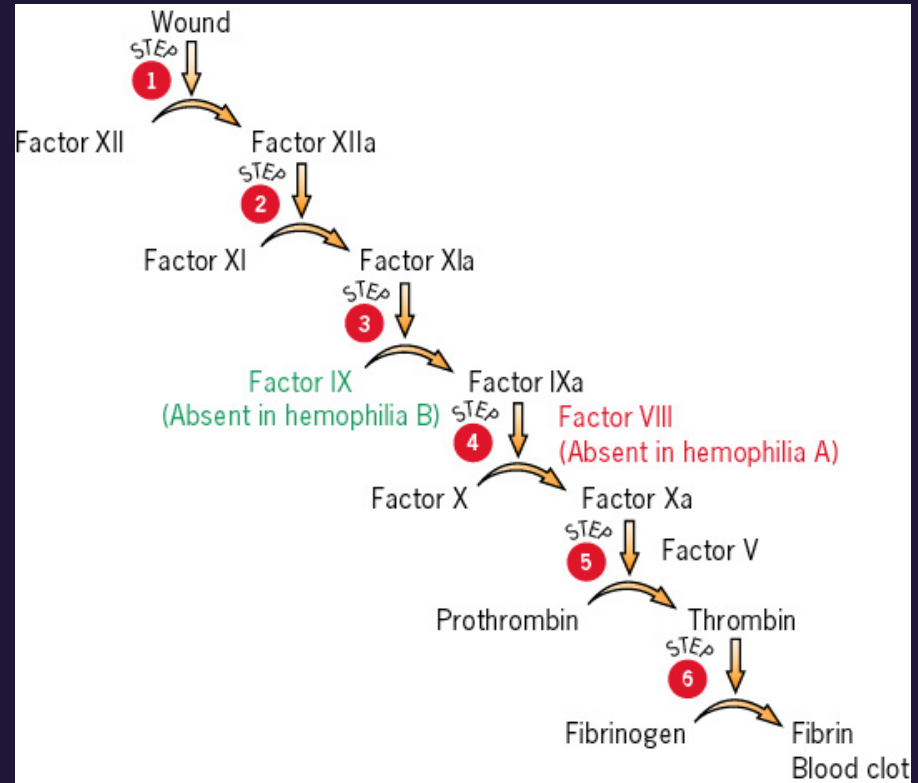 Wound
STEP
1
Factor XII
Factor XIIa
STEP
2
Factor XI
Factor XIa
STEP
3
Factor IX
(Absent in hemophilia B)
Factor IXa
STEP
4
Factor VIII
(Absent in hemophilia A)
Factor X
Factor Xa
STEP
5
Factor V
Prothrombin
Thrombin
STEP
6
Fibrinogen
Fibrin
Blood clot